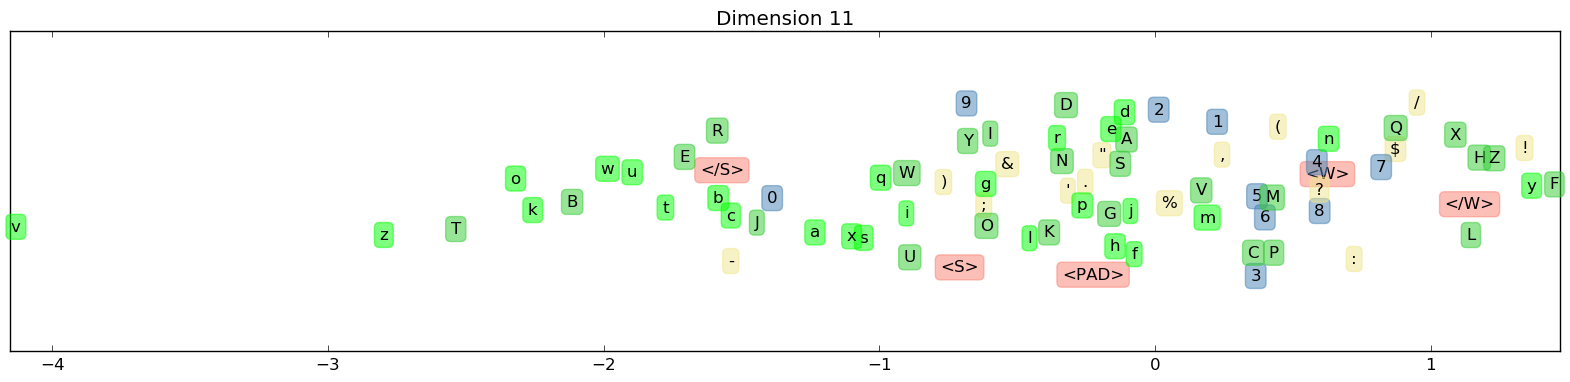 Dimension 11
9 D d 2 1 ( /
R Y I r e A n Q X
E & N " S , 4 $ 7 H Z !
o w u </S> q W ) g ' . <W> ? y F
k B t b c 0 J i ; O p G j % V m 5 M 6 8 </W>
v z T a x s l K h f L
- U <S> <PAD> C P 3 :
−4 −3 −2 −1 0 1